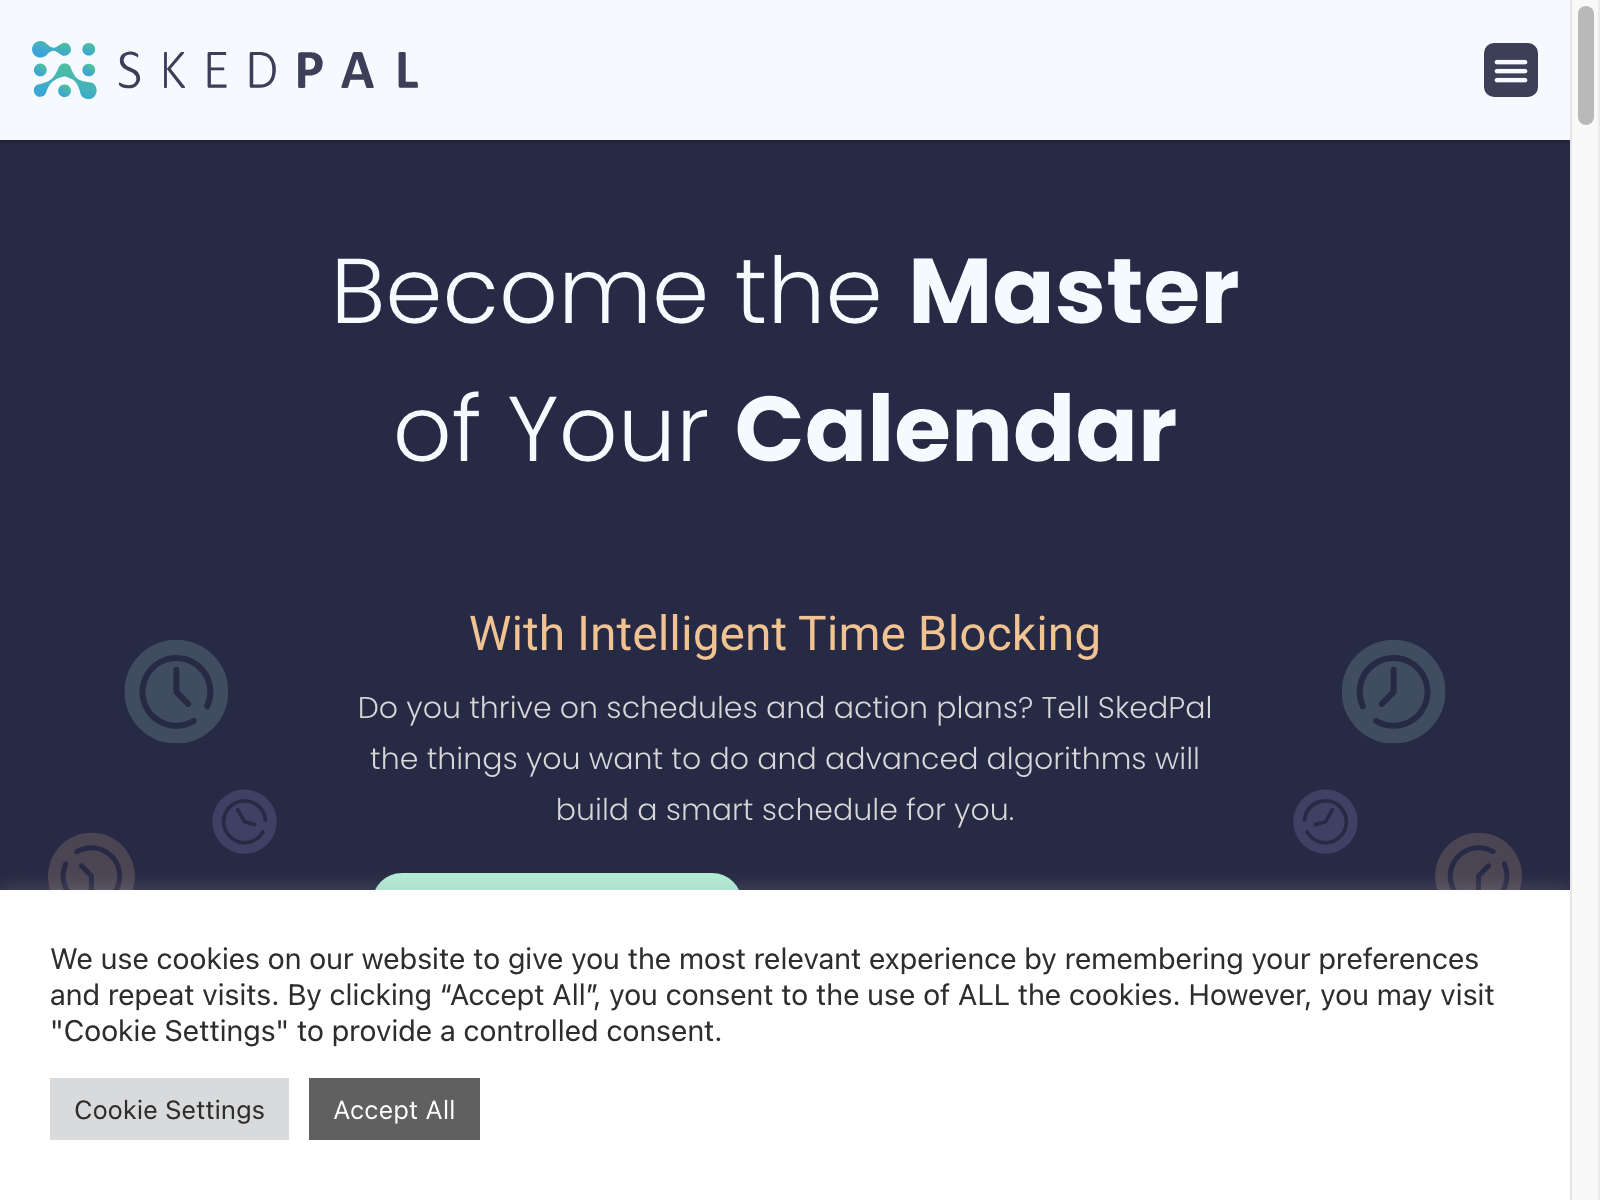 SKEDPAL
Become the Master
of Your Calendar
With Intelligent Time Blocking
Do you thrive on schedules and action plans? Tell SkedPal
the things you want to do and advanced algorithms will
build a smart schedule for you.
We use cookies on our website to give you the most relevant experience by remembering your preferences
and repeat visits. By clicking “Accept All”, you consent to the use of ALL the cookies. However, you may visit
"Cookie Settings" to provide a controlled consent.
Cookie Settings
Accept All